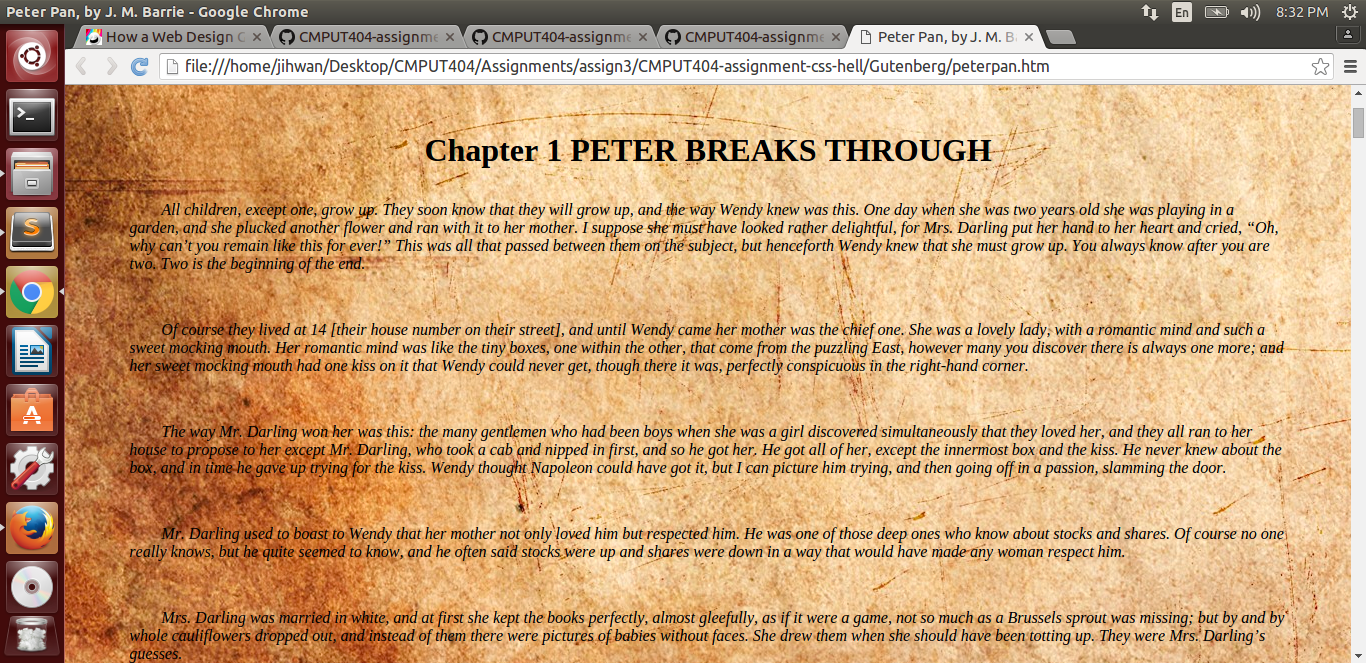 Peter Pan, by J. M. Barrie - Google Chrome
En
8:32 PM
How a Web Design C
CMPUT404-assignme
CMPUT404-assignme
CMPUT404-assignme
Peter Pan, by J. M. B
file:///home/jihwan/Desktop/CMPUT404/Assignments/assign3/CMPUT404-assignment-css-hell/Gutenberg/peterpan.htm
Chapter 1 PETER BREAKS THROUGH
All children, except one, grow up. They soon know that they will grow up, and the way Wendy knew was this. One day when she was two years old she was playing in a
garden, and she plucked another flower and ran with it to her mother. I suppose she must have looked rather delightful, for Mrs. Darling put her hand to her heart and cried, “Oh,
why can’t you remain like this for ever!” This was all that passed between them on the subject, but henceforth Wendy knew that she must grow up. You always know after you are
two. Two is the beginning of the end.
Of course they lived at 14 [their house number on their street], and until Wendy came her mother was the chief one. She was a lovely lady, with a romantic mind and such a
sweet mocking mouth. Her romantic mind was like the tiny boxes, one within the other, that come from the puzzling East, however many you discover there is always one more; and
her sweet mocking mouth had one kiss on it that Wendy could never get, though there it was, perfectly conspicuous in the right-hand corner.
The way Mr. Darling won her was this: the many gentlemen who had been boys when she was a girl discovered simultaneously that they loved her, and they all ran to her
house to propose to her except Mr. Darling, who took a cab and nipped in first, and so he got her. He got all of her, except the innermost box and the kiss. He never knew about the
box, and in time he gave up trying for the kiss. Wendy thought Napoleon could have got it, but I can picture him trying, and then going off in a passion, slamming the door.
Mr. Darling used to boast to Wendy that her mother not only loved him but respected him. He was one of those deep ones who know about stocks and shares. Of course no one
really knows, but he quite seemed to know, and he often said stocks were up and shares were down in a way that would have made any woman respect him.
Mrs. Darling was married in white, and at first she kept the books perfectly, almost gleefully, as if it were a game, not so much as a Brussels sprout was missing; but by and by
whole cauliflowers dropped out, and instead of them there were pictures of babies without faces. She drew them when she should have been totting up. They were Mrs. Darling’s
guesses.